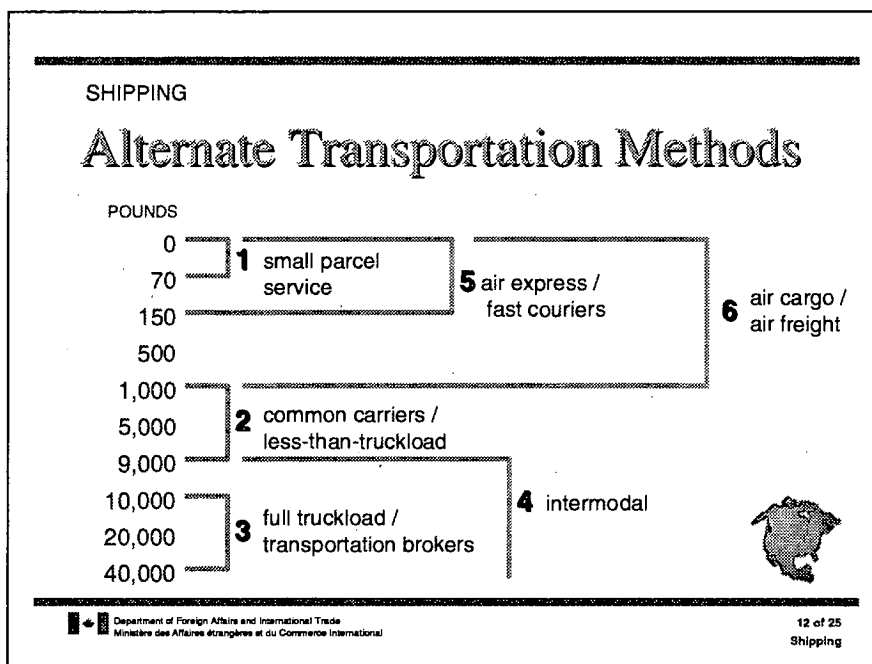 SHIPPING
Alternate Transportation Methods
POUNDS
0
70
150
500
1,000
5,000
9,000
10,000
20,000
40,000
1 small parcel
service
2 common carriers /
less-than-truckload
3 full truckload /
transportation brokers
4 intermodal
5 air express /
fast couriers
6 air cargo /
air freight
Department of Foreign Affairs and International Trade
Ministère des Affaires étrangères et du Commerce International
12 of 25
Shipping